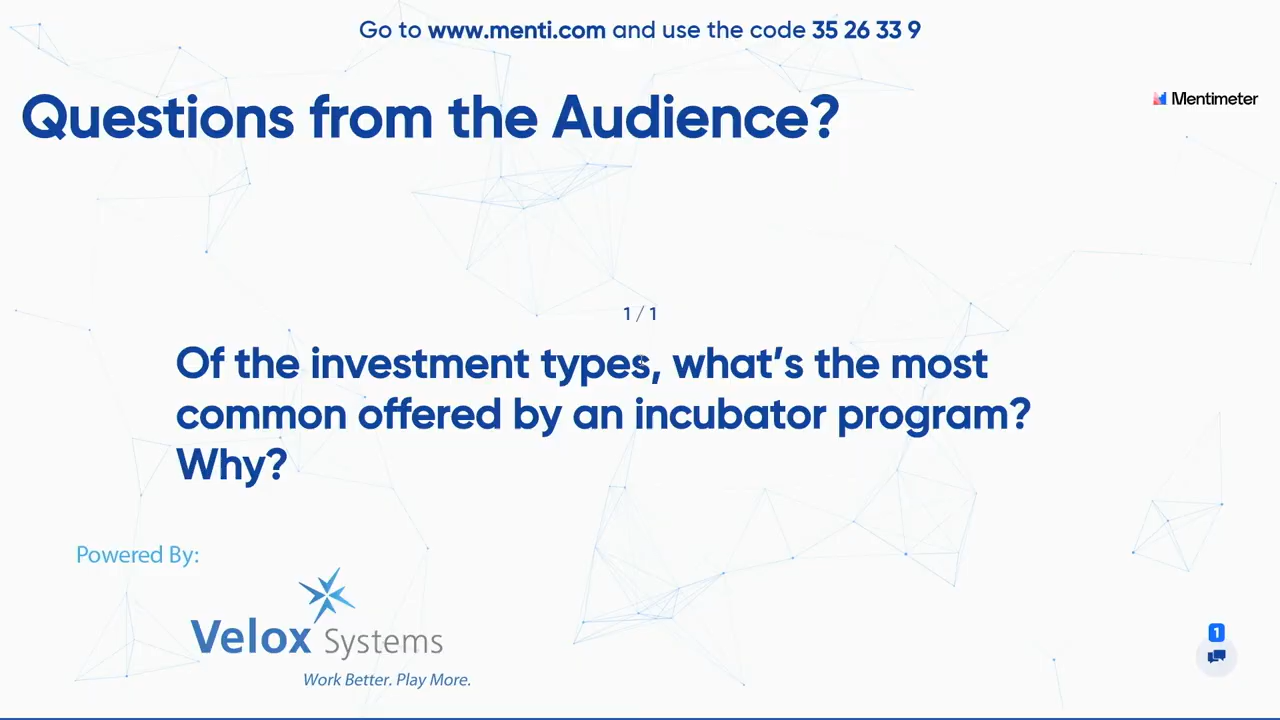 Go to www.menti.com and use the code 35 26 33 9
Questions from the Audience?
Mentimeter
1 / 1
Of the investment types, what’s the most
common offered by an incubator program?
Why?
Powered By:
Velox Systems
Work Better. Play More.
1